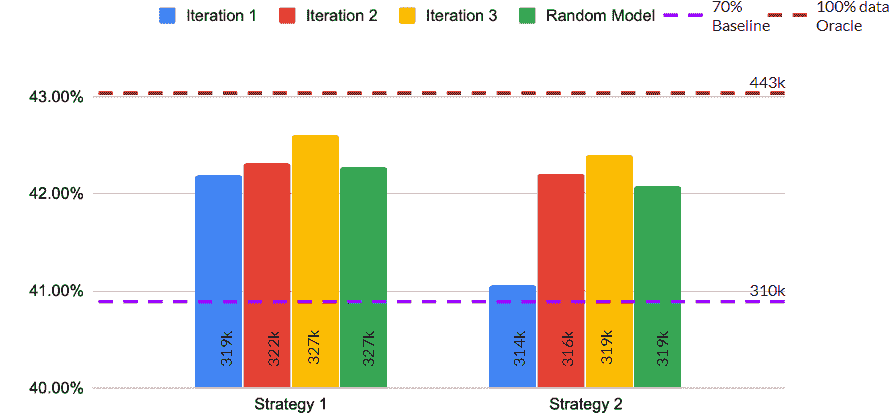 Iteration 1 Iteration 2 Iteration 3 Random Model 70% Baseline 100% data Oracle
443k
43.00%
42.00%
41.00%
310k
319k 322k 327k 327k 314k 316k 319k 319k
40.00%
Strategy 1 Strategy 2